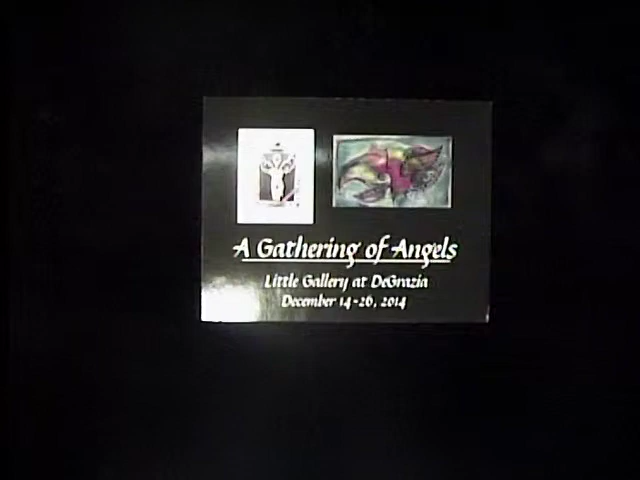 A Gathering of Angels
Little Gallery at DeGrazia
December 14-26, 2014